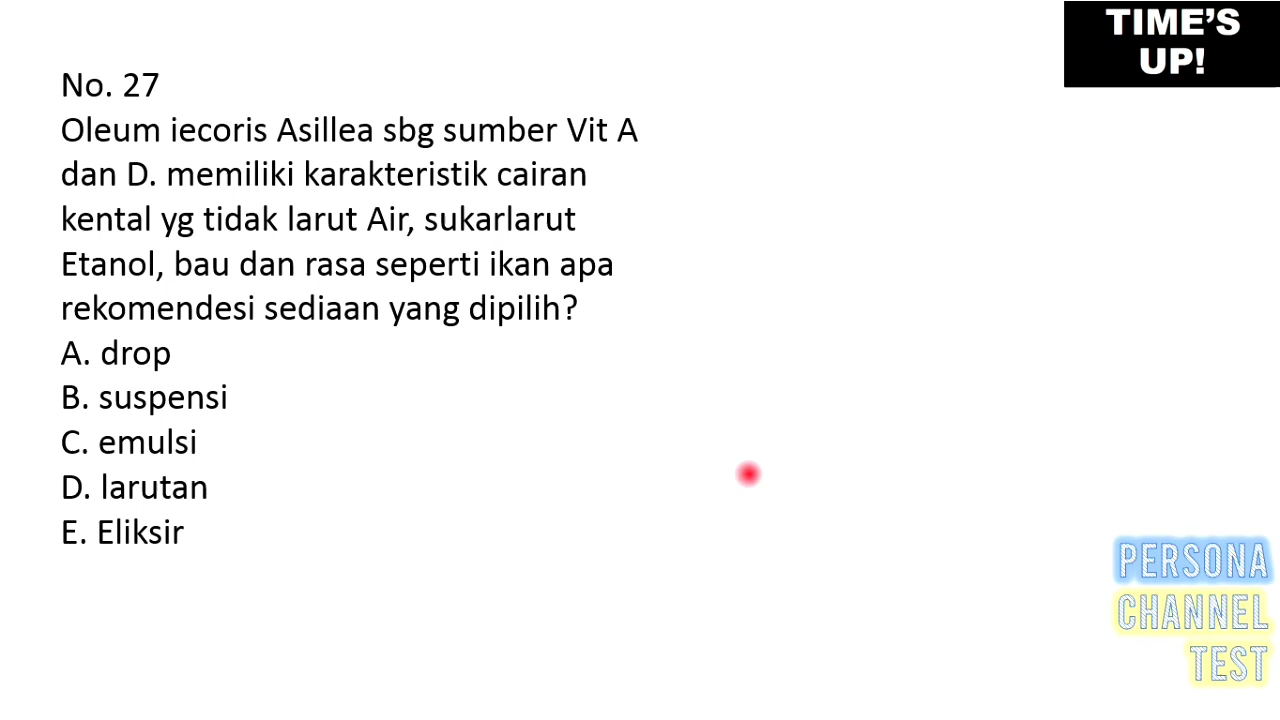 TIME'S
UP!
No. 27
Oleum iecoris Asillea sbg sumber Vit A
dan D. memiliki karakteristik cairan
kental yg tidak larut Air, sukarlarut
Etanol, bau dan rasa seperti ikan apa
rekomendesi sediaan yang dipilih?
A. drop
B. suspensi
C. emulsi
D. larutan
E. Eliksir
PERSONA
CHANNEL
TEST